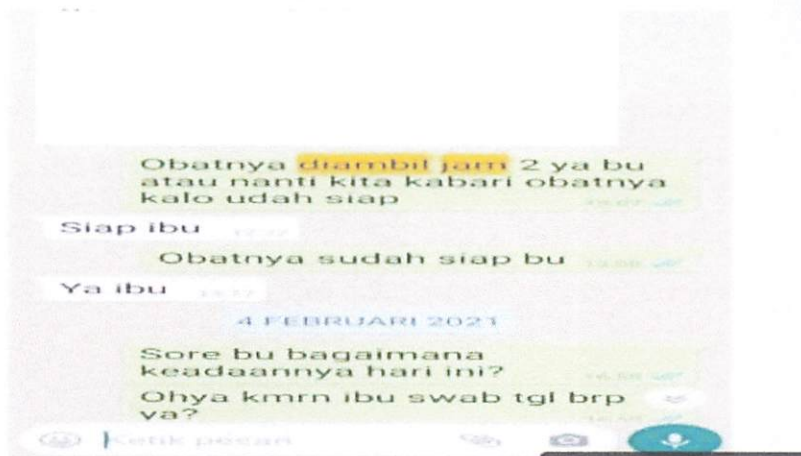 Obatnya diambil jam 2 ya bu
atau nanti kita kabari obatnya
kalo udah siap
Siap ibu
Obatnya sudah siap bu
Ya ibu
4 FEBRUARI 2021
Sore bu bagaimana
keadaannya hari ini?
Ohya kmrn ibu swab tgl brp
ya?
Ketik pesan